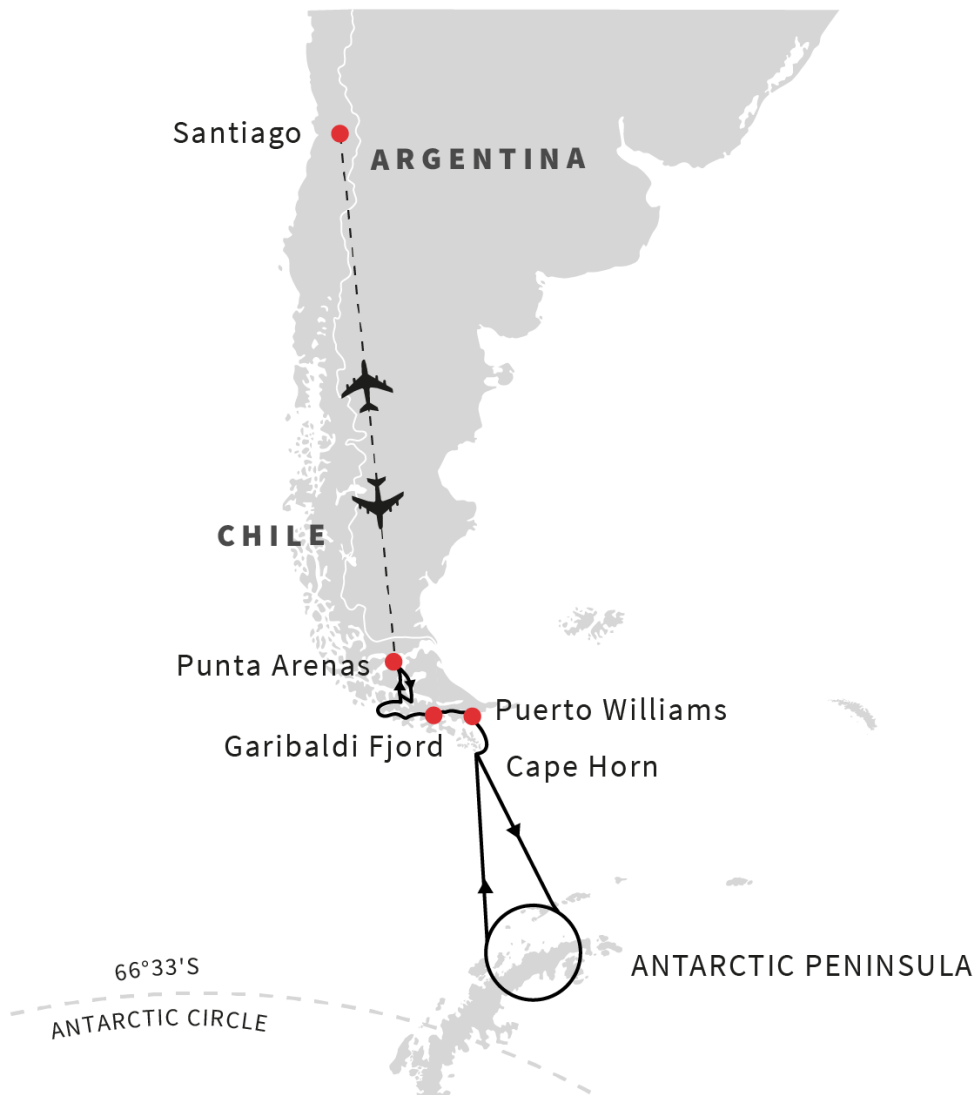 Santiago
ARGENTINA
CHILE
Punta Arenas
Puerto Williams
Garibaldi Fjord
Cape Horn
66°33'S
ANTARCTIC PENINSULA
ANTARCTIC CIRCLE